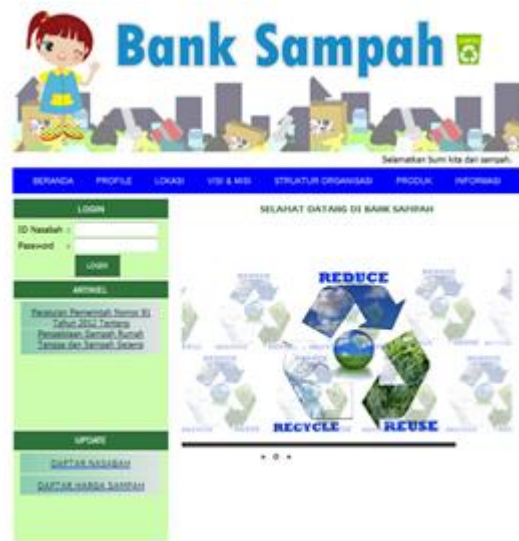 Bank Sampah
Selamatkan bumi kita dari sampah.
BERANDA PROFILE LOKASI VISI & MISI STRUKTUR ORGANISASI PRODUK INFORMASI
LOGIN
ID Nasabah :
Password :
LOGIN
ARTIKEL
Peraturan Pemerintah Nomor 81
Tahun 2012 Tentang
Pengelolaan Sampah Rumah
Tangga dan Sampah Sejenis
UPDATE
DAFTAR NASABAH
DAFTAR HARGA SAMPAH
SELAMAT DATANG DI BANK SAMPAH
REDUCE
RECYCLE
REUSE